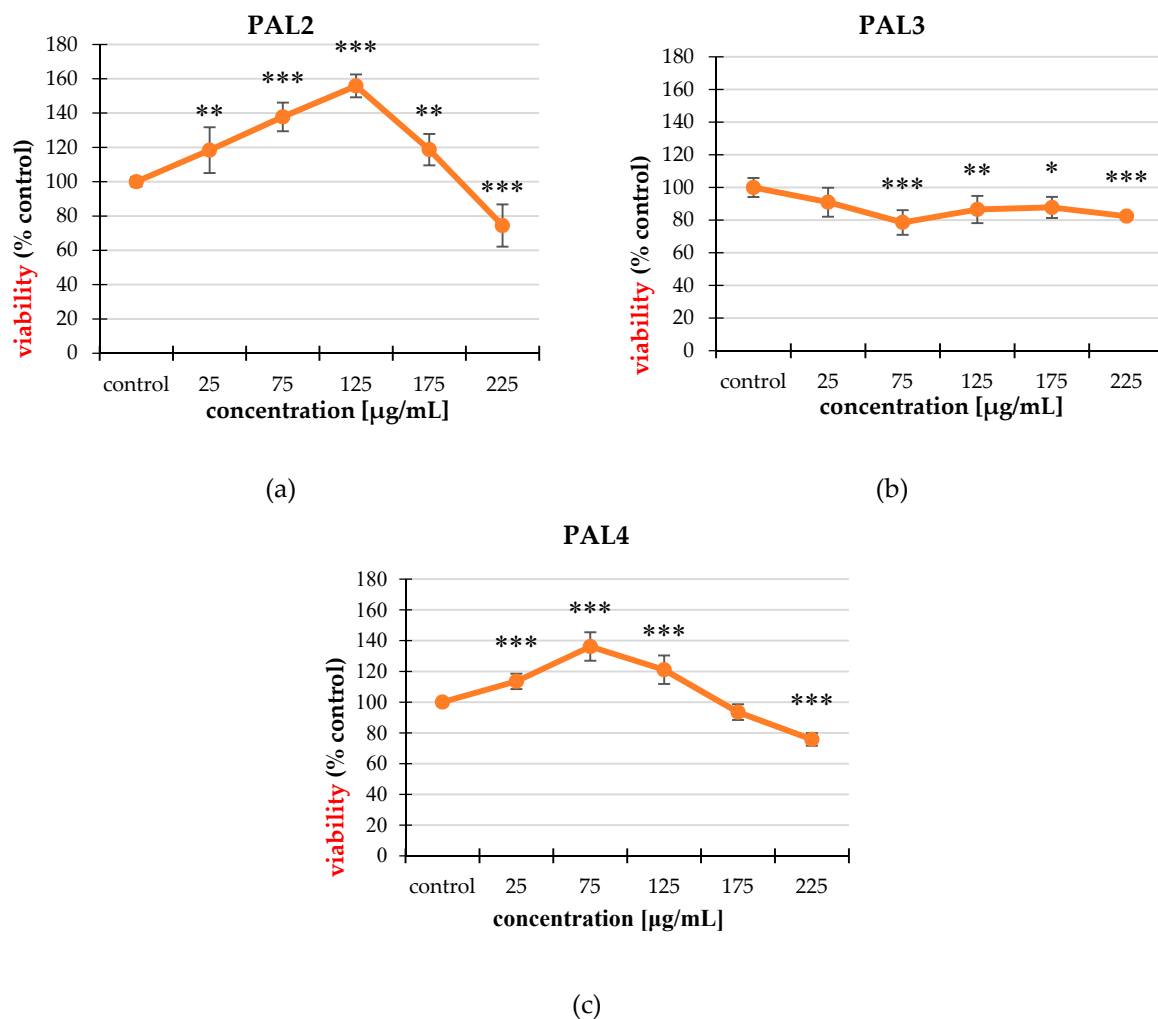 PAL2
180
160
140
120
100
80
60
40
20
0
viability (% control)
*** 
** *** **
***
control 25 75 125 175 225
concentration [µg/mL]
(a)
PAL3
180
160
140
120
100
80
60
40
20
0
viability (% control)
*** ** * ***
control 25 75 125 175 225
concentration [µg/mL]
(b)
PAL4
180
160
140
120
100
80
60
40
20
0
viability (% control)
***
*** ***
***
control 25 75 125 175 225
concentration [µg/mL]
(c)